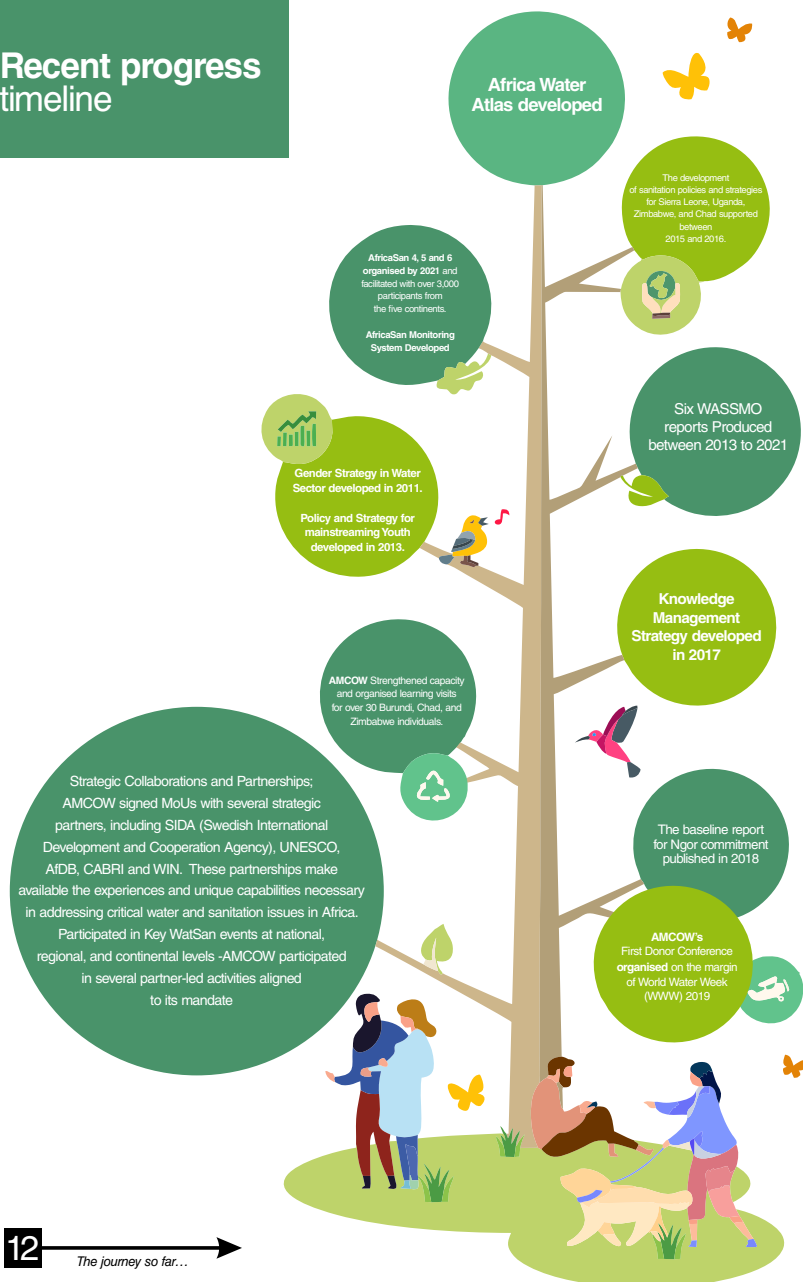 Recent progress
timeline
Africa Water
Atlas developed
The development
of sanitation policies and strategies
for Sierra Leone, Uganda,
Zimbabwe, and Chad supported
between
2015 and 2016.
AfricaSan 4, 5 and 6
organised by 2021 and
facilitated with over 3,000
participants from
the five continents.
AfricaSan Monitoring
System Developed
Six WASSMO
reports Produced
between 2013 to 2021
Gender Strategy in Water
Sector developed in 2011.
Policy and Strategy for
mainstreaming Youth
developed in 2013.
Knowledge
Management
Strategy developed
in 2017
AMCOW Strengthened capacity
and organised learning visits
for over 30 Burundi, Chad, and
Zimbabwe individuals.
Strategic Collaborations and Partnerships;
AMCOW signed MoUs with several strategic
partners, including SIDA (Swedish International
Development and Cooperation Agency), UNESCO,
AfDB, CABRI and WIN. These partnerships make
available the experiences and unique capabilities necessary
in addressing critical water and sanitation issues in Africa.
Participated in Key WatSan events at national,
regional, and continental levels -AMCOW participated
in several partner-led activities aligned
to its mandate
The baseline report
for Ngor commitment
published in 2018
AMCOW's
First Donor Conference
organised on the margin
of World Water Week
(WWW) 2019
12
The journey so far…